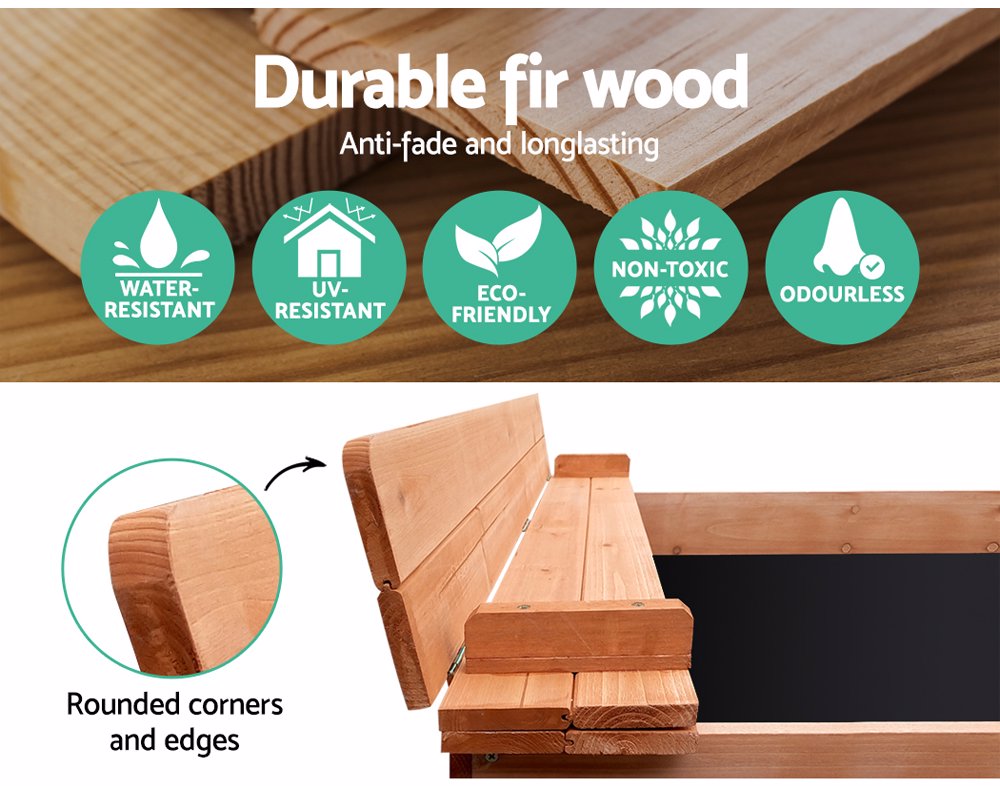 Durable fir wood
Anti-fade and longlasting
WATER-
RESISTANT
UV-
RESISTANT
ECO-
FRIENDLY
NON-TOXIC
ODOURLESS
Rounded corners
and edges